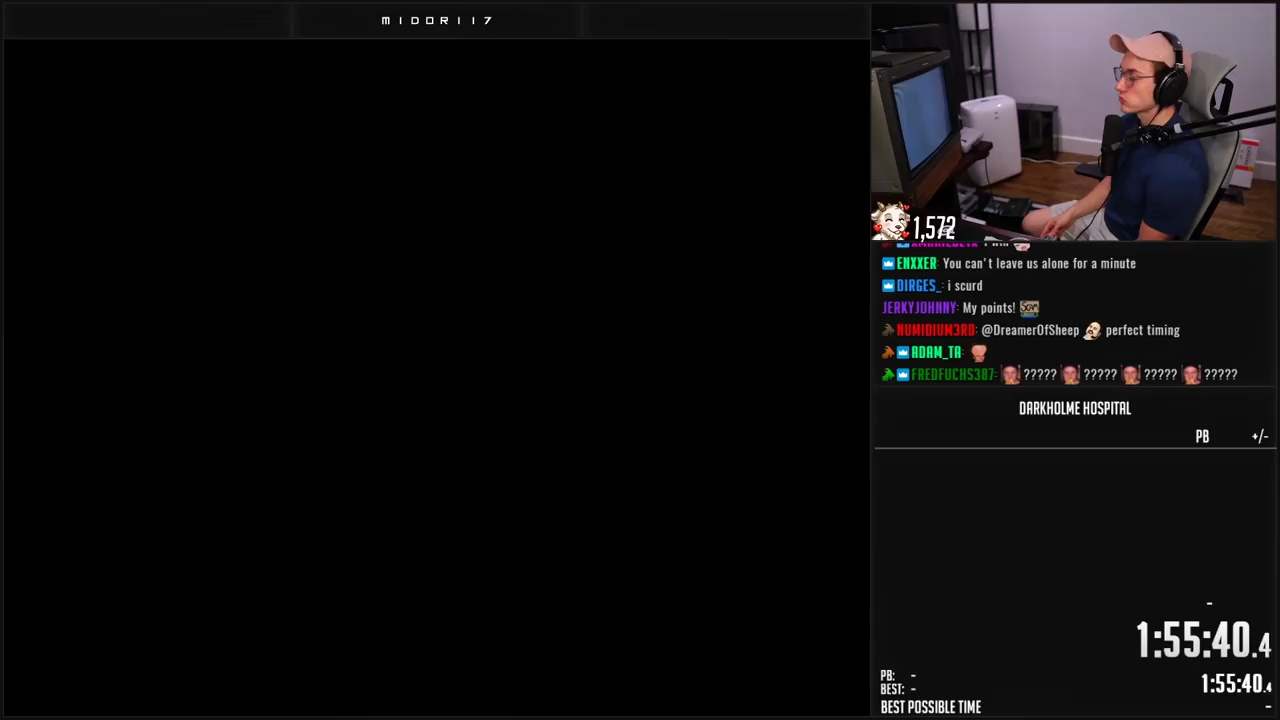 MIDORII7
1,572
ENXXER: You can't leave us alone for a minute
DIRGES_: i scurd
JERKYJOHNNY: My points!
NUMIDIUM3RD: @DreamerOfSheep perfect timing
ADAM_TA:
FREDFUCHS387: ????? ????? ????? ?????
DARKHOLME HOSPITAL
PB +/-
-
1:55:40.4
PB: - 1:55:40.4
BEST: -
BEST POSSIBLE TIME -